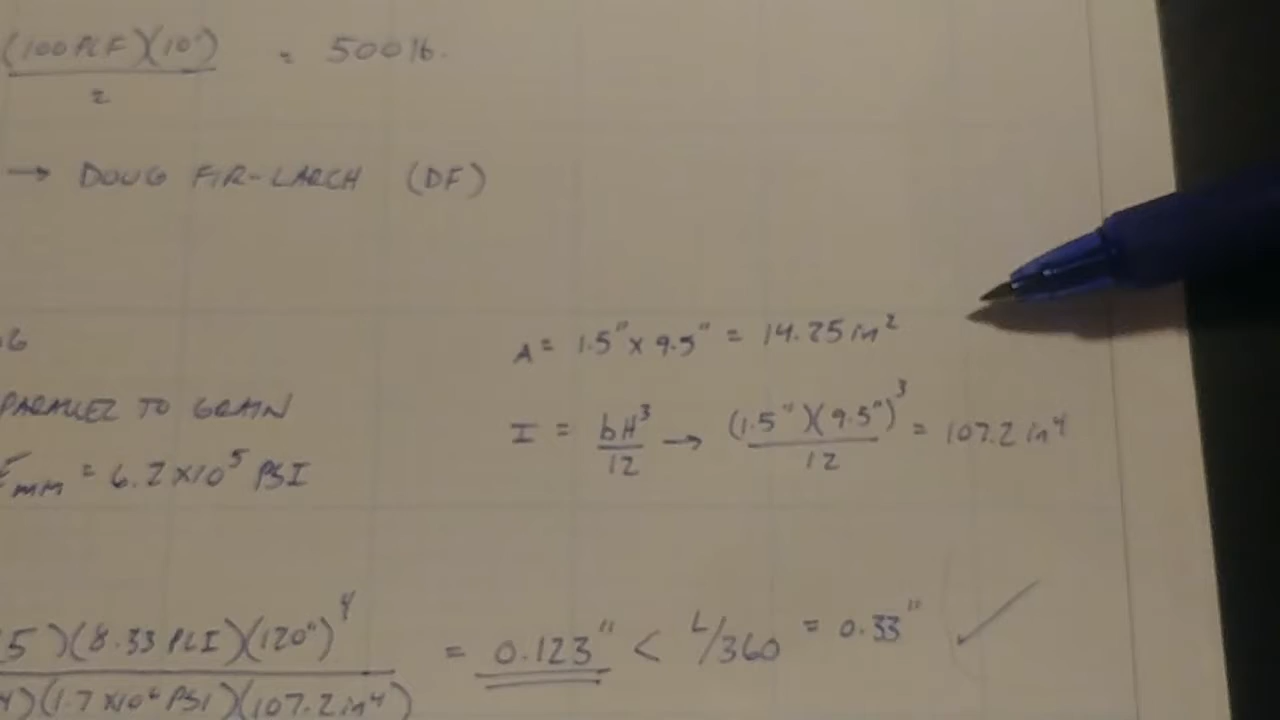 (100 PLF)(10')
2
= 500 lb.
→ DOUG FIR-LARCH (DF)
A = 1.5" x 9.5" = 14.25 in²
PARALLEL TO GRAIN
I = bH³/12 → (1.5")(9.5")³/12 = 107.2 in⁴
Emin = 6.2 x 10⁵ PSI
5)(8.33 PLI)(120")⁴
= 0.123" < L/360 = 0.33" ✓
4)(1.7 x 10⁶ PSI)(107.2 in⁴)